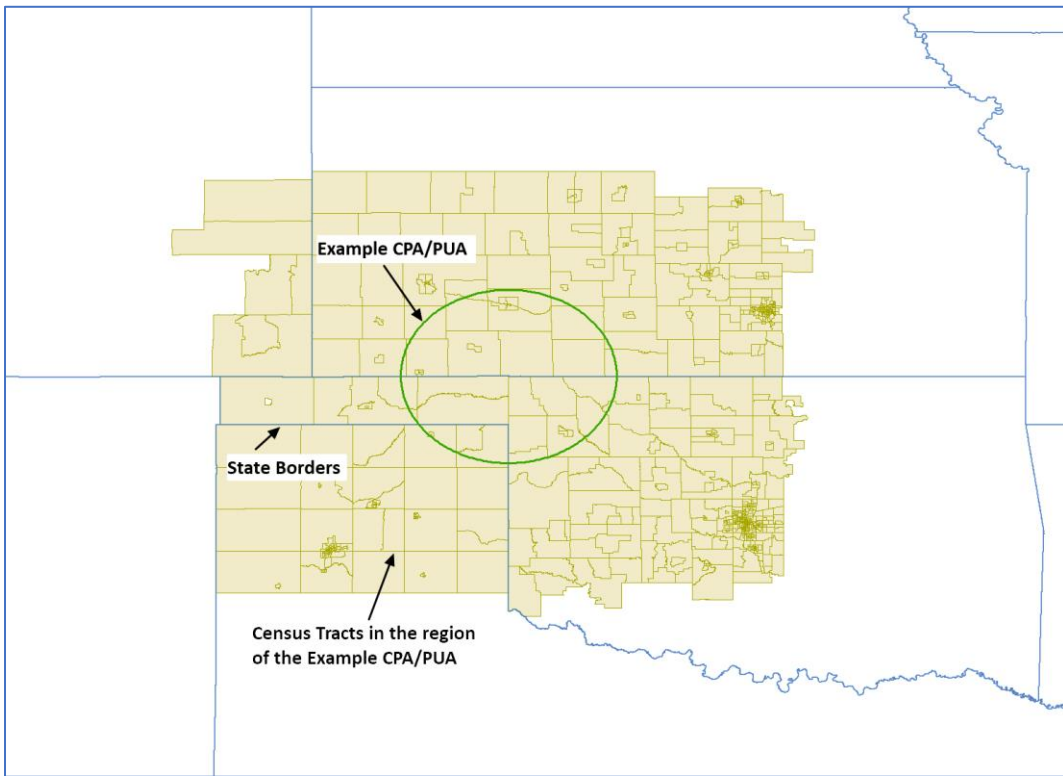 Example CPA/PUA
State Borders
Census Tracts in the region
of the Example CPA/PUA